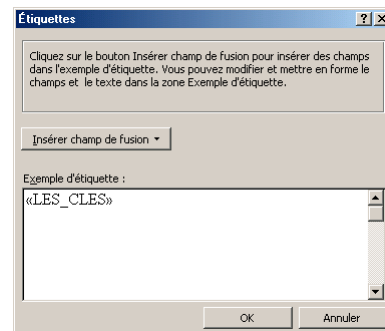 Étiquettes
Cliquez sur le bouton Insérer champ de fusion pour insérer des champs
dans l'exemple d'étiquette. Vous pouvez modifier et mettre en forme le
champs et le texte dans la zone Exemple d'étiquette.
Insérer champ de fusion
Exemple d'étiquette :
«LES_CLES»
OK
Annuler